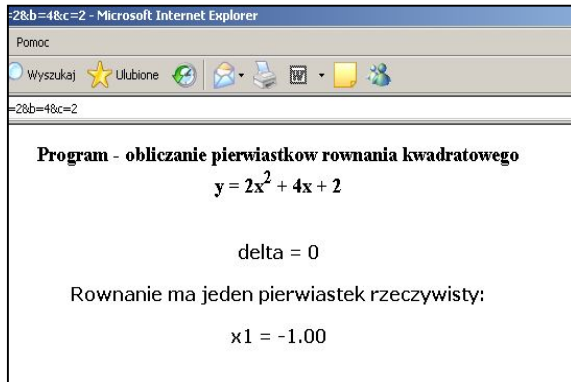 =2&b=4&c=2 - Microsoft Internet Explorer
Pomoc
Wyszukaj Ulubione
=2&b=4&c=2
Program - obliczanie pierwiastkow rownania kwadratowego
y = 2x² + 4x + 2
delta = 0
Rownanie ma jeden pierwiastek rzeczywisty:
x1 = -1.00